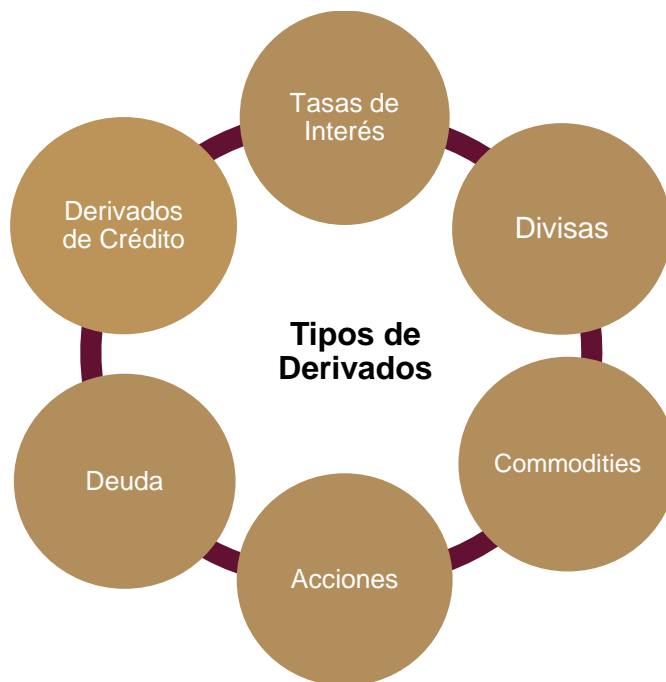 Tasas de
Interés
Divisas
Commodities
Acciones
Deuda
Derivados
de Crédito
Tipos de
Derivados